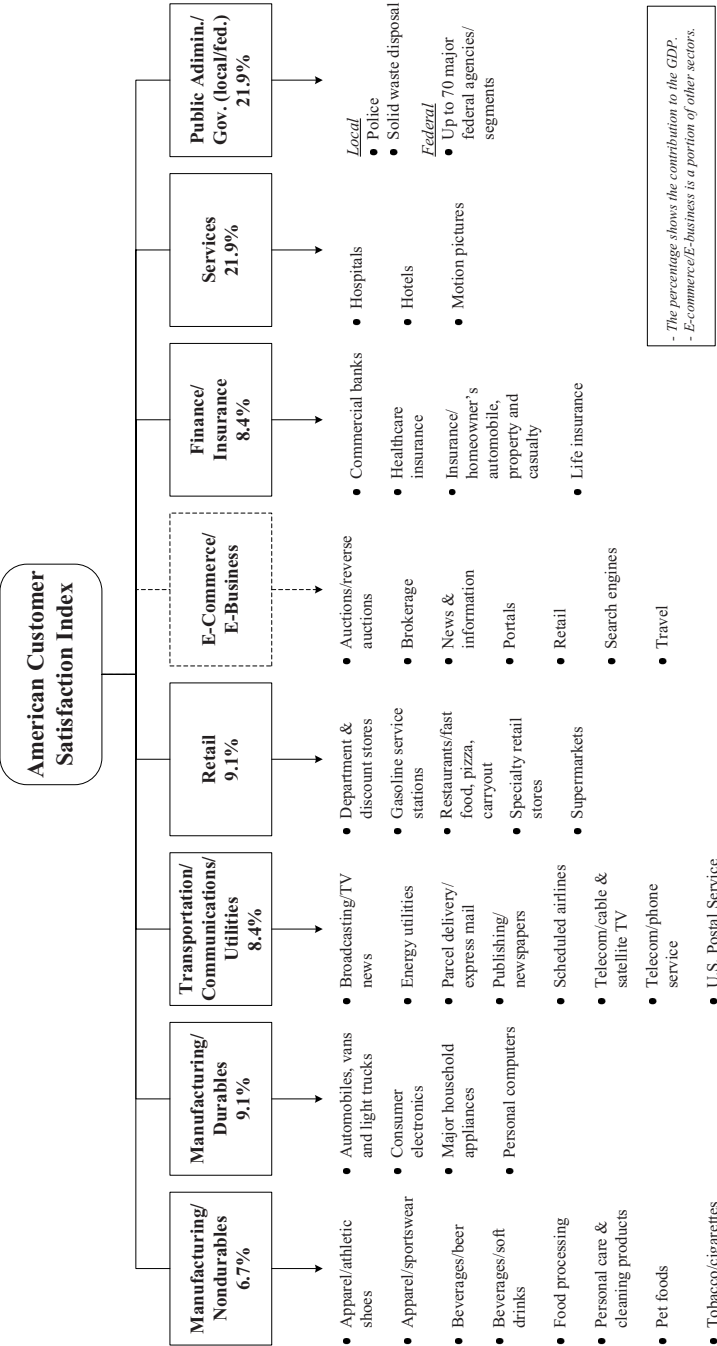 American Customer
Satisfaction Index
Manufacturing/
Nondurables
6.7%
• Apparel/athletic
shoes
• Apparel/sportswear
• Beverages/beer
• Beverages/soft
drinks
• Food processing
• Personal care &
cleaning products
• Pet foods
• Tobacco/cigarettes
Manufacturing/
Durables
9.1%
• Automobiles, vans
and light trucks
• Consumer
electronics
• Major household
appliances
• Personal computers
Transportation/
Communications/
Utilities
8.4%
• Broadcasting/TV
news
• Energy utilities
• Parcel delivery/
express mail
• Publishing/
newspapers
• Scheduled airlines
• Telecom/cable &
satellite TV
• Telecom/phone
service
• U.S. Postal Service
Retail
9.1%
• Department &
discount stores
• Gasoline service
stations
• Restaurants/fast
food, pizza,
carryout
• Specialty retail
stores
• Supermarkets
E-Commerce/
E-Business
• Auctions/reverse
auctions
• Brokerage
• News &
information
• Portals
• Retail
• Search engines
• Travel
Finance/
Insurance
8.4%
• Commercial banks
• Healthcare
insurance
• Insurance/
homeowner's
automobile,
property and
casualty
• Life insurance
Services
21.9%
• Hospitals
• Hotels
• Motion pictures
Public Adimin./
Gov. (local/fed.)
21.9%
Local
• Police
• Solid waste disposal
Federal
• Up to 70 major
federal agencies/
segments
- The percentage shows the contribution to the GDP.
- E-commerce/E-business is a portion of other sectors.